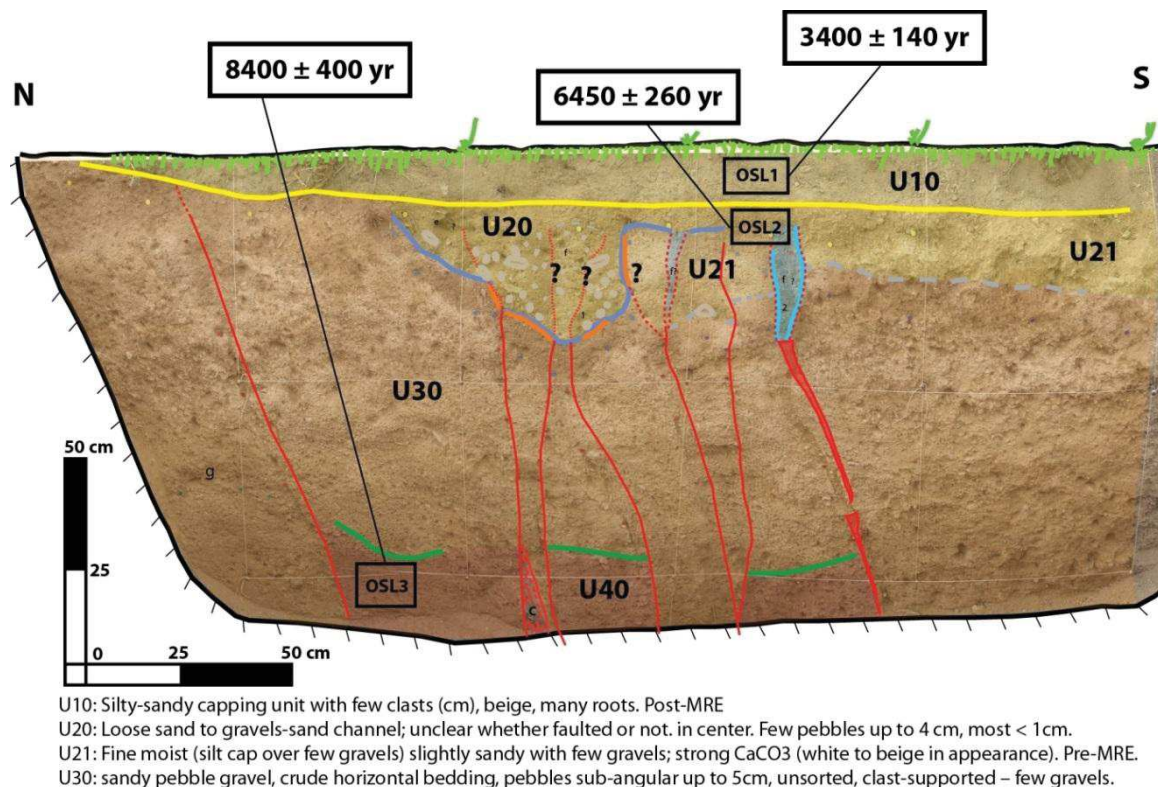 3400 ± 140 yr
8400 ± 400 yr
6450 ± 260 yr
N
S
OSL1
U10
U20
OSL2
U21
U21
?
?
?
f
f
f
?
2
U30
50 cm
g
25
OSL3
U40
c
0
25
50 cm
U10: Silty-sandy capping unit with few clasts (cm), beige, many roots. Post-MRE
U20: Loose sand to gravels-sand channel; unclear whether faulted or not. in center. Few pebbles up to 4 cm, most < 1cm.
U21: Fine moist (silt cap over few gravels) slightly sandy with few gravels; strong CaCO3 (white to beige in appearance). Pre-MRE.
U30: sandy pebble gravel, crude horizontal bedding, pebbles sub-angular up to 5cm, unsorted, clast-supported – few gravels.